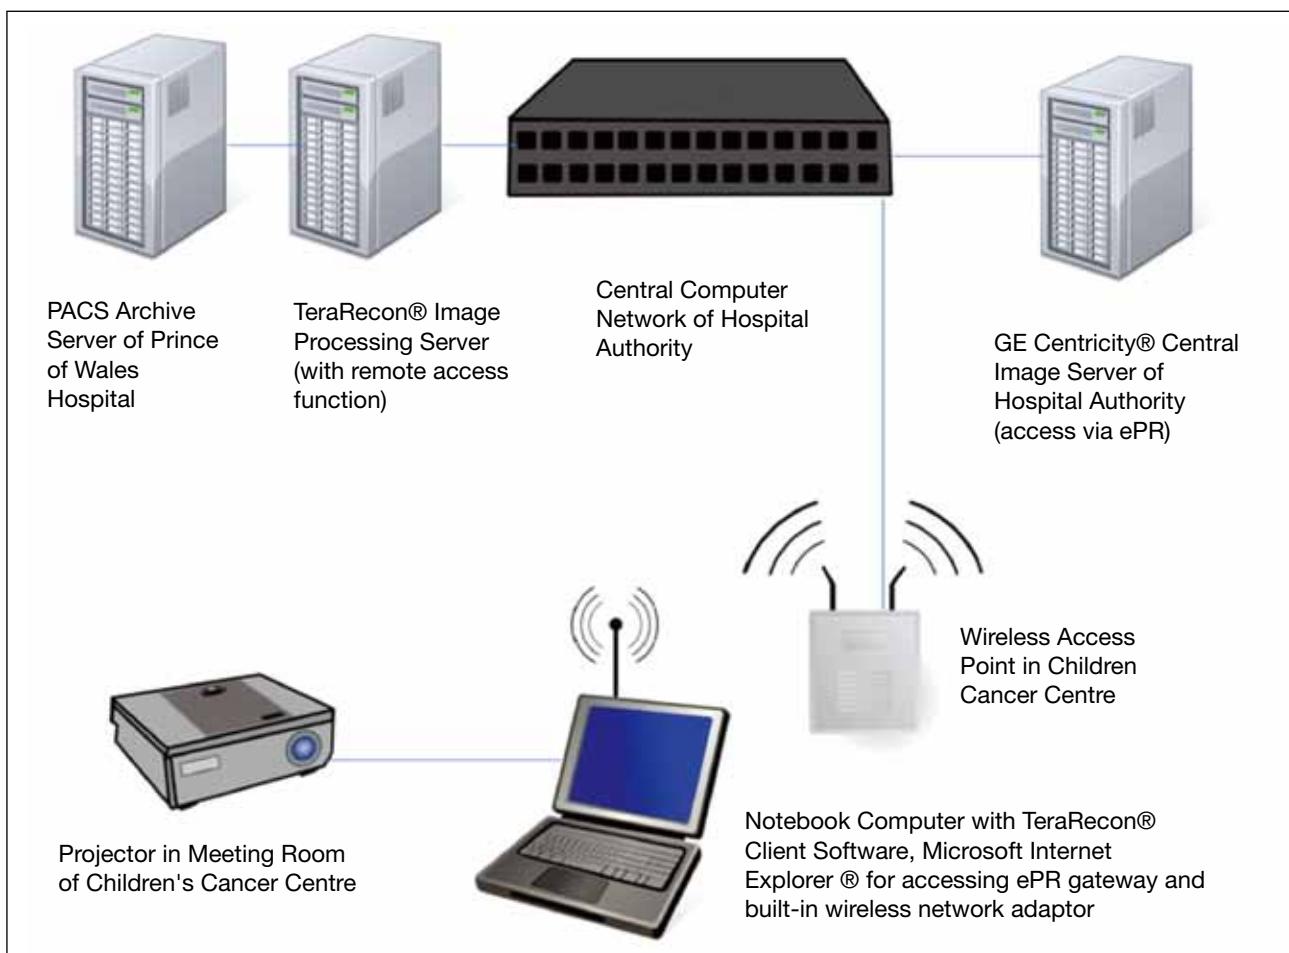 PACS Archive
Server of Prince
of Wales
Hospital
TeraRecon® Image
Processing Server
(with remote access
function)
Central Computer
Network of Hospital
Authority
GE Centricity® Central
Image Server of
Hospital Authority
(access via ePR)
Wireless Access
Point in Children
Cancer Centre
Projector in Meeting Room
of Children's Cancer Centre
Notebook Computer with TeraRecon®
Client Software, Microsoft Internet
Explorer ® for accessing ePR gateway and
built-in wireless network adaptor